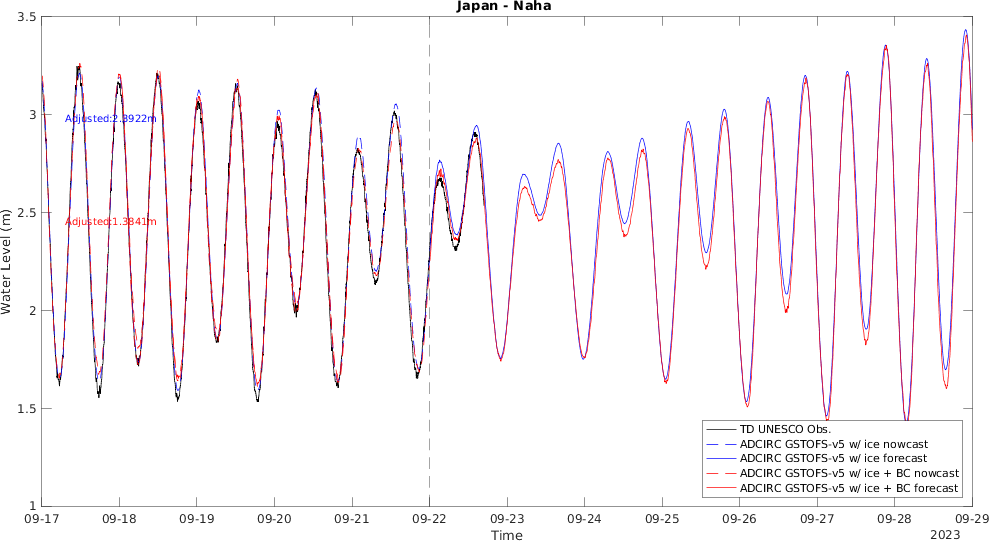 Japan - Naha
3.5
3
2.5
2
1.5
1
Water Level (m)
Adjusted:2.3922m
Adjusted:1.3841m
TD UNESCO Obs.
ADCIRC GSTOFS-v5 w/ ice nowcast
ADCIRC GSTOFS-v5 w/ ice forecast
ADCIRC GSTOFS-v5 w/ ice + BC nowcast
ADCIRC GSTOFS-v5 w/ ice + BC forecast
09-17 09-18 09-19 09-20 09-21 09-22 09-23 09-24 09-25 09-26 09-27 09-28 09-29
Time
2023